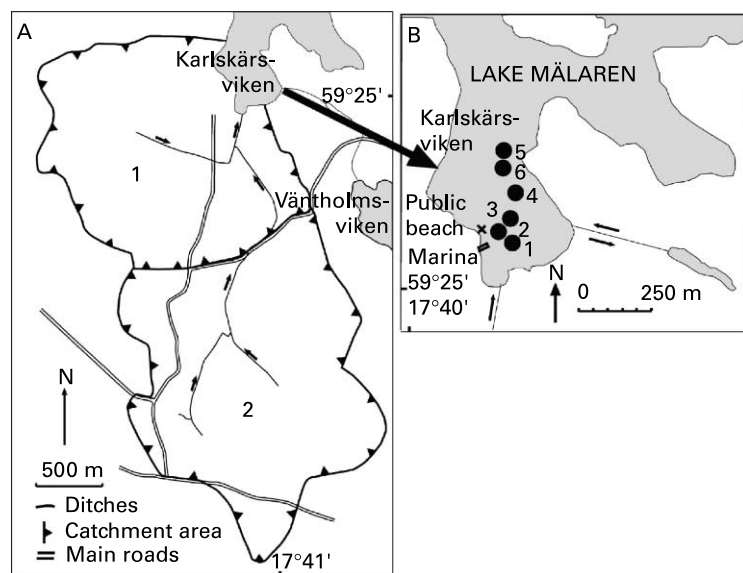 A
Karlskärs-
viken
59°25'
1
Väntholms-
viken
2
N
500 m
Ditches
Catchment area
Main roads
17°41'
B
LAKE MÄLAREN
Karlskärs-
viken
5
6
4
Public
beach
3
2
Marina
1
59°25'
17°40'
N
0 250 m